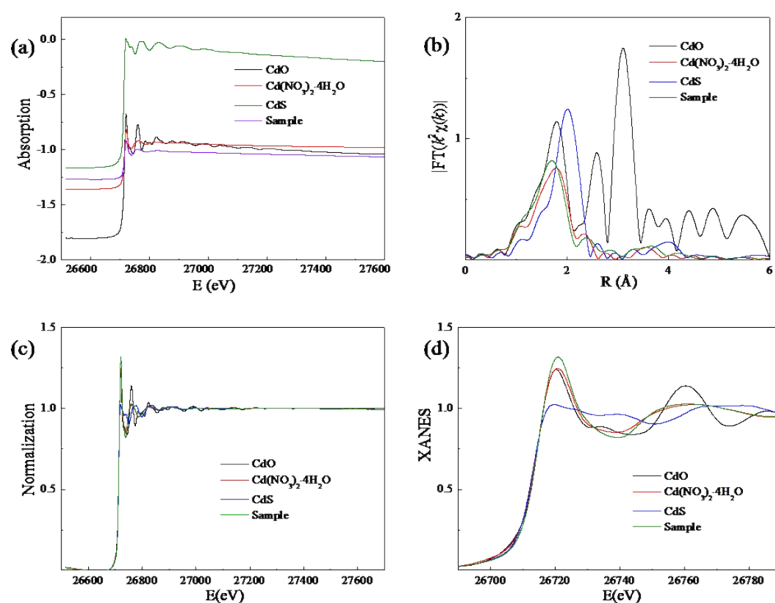 (a)
0.0
-0.5
-1.0
-1.5
-2.0
Absorption
CdO
Cd(NO₃)₂·4H₂O
CdS
Sample
26600 26800 27000 27200 27400 27600
E (eV)
(b)
2
1
0
|FT(k²χ(k))|
CdO
Cd(NO₃)₂·4H₂O
CdS
Sample
0 2 4 6
R (Å)
(c)
1.5
1.0
0.5
Normalization
CdO
Cd(NO₃)₂·4H₂O
CdS
Sample
26600 26800 27000 27200 27400 27600
E(eV)
(d)
1.5
1.0
0.5
XANES
CdO
Cd(NO₃)₂·4H₂O
CdS
Sample
26700 26720 26740 26760 26780
E(eV)